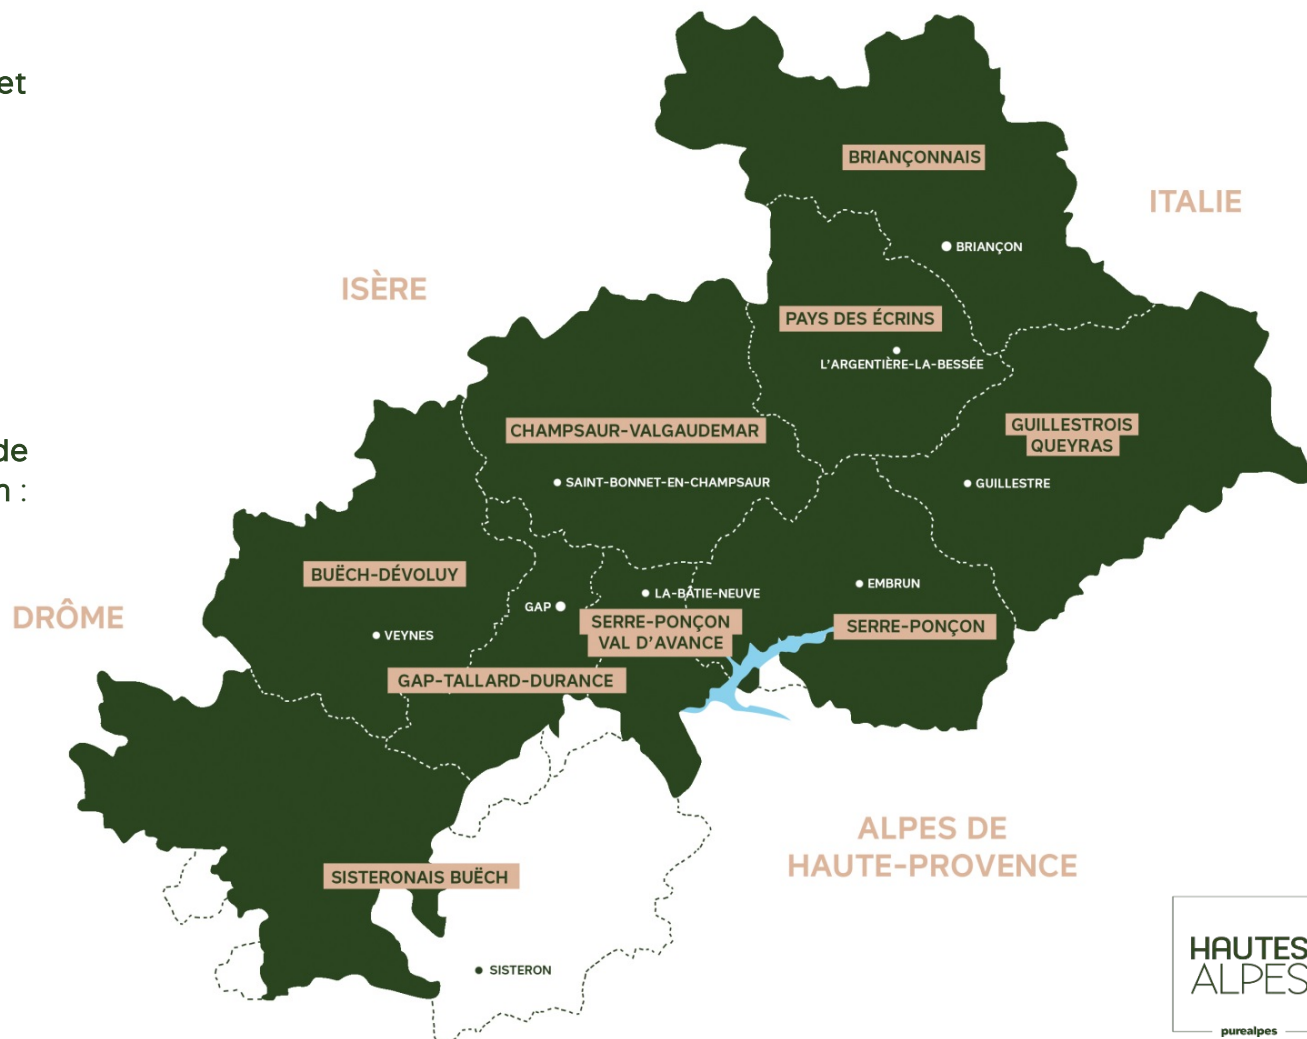 et
de
n :
BRIANÇONNAIS
ITALIE
BRIANÇON
ISÈRE
PAYS DES ÉCRINS
L'ARGENTIÈRE-LA-BESSÉE
GUILLESTROIS
QUEYRAS
CHAMPSAUR-VALGAUDEMAR
SAINT-BONNET-EN-CHAMPSAUR
GUILLESTRE
BUËCH-DÉVOLUY
EMBRUN
LA-BÂTIE-NEUVE
GAP
DRÔME
SERRE-PONÇON
VAL D'AVANCE
SERRE-PONÇON
VEYNES
GAP-TALLARD-DURANCE
ALPES DE
HAUTE-PROVENCE
SISTERONAIS BUËCH
SISTERON
HAUTES
ALPES
purealpes